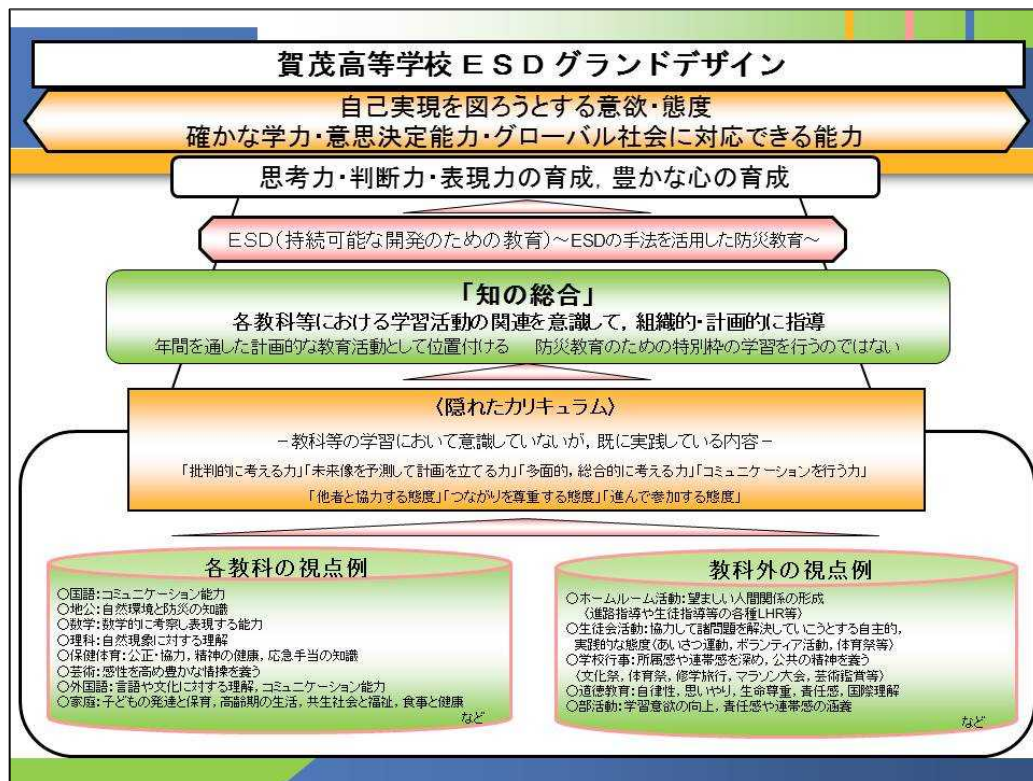 賀茂高等学校ESDグランドデザイン
自己実現を図ろうとする意欲・態度
確かな学力・意思決定能力・グローバル社会に対応できる能力
思考力・判断力・表現力の育成，豊かな心の育成
ESD(持続可能な開発のための教育)～ESDの手法を活用した防災教育～
「知の総合」
各教科等における学習活動の関連を意識して，組織的・計画的に指導
年間を通した計画的な教育活動として位置付ける　防災教育のための特別枠の学習を行うのではない
〈隠れたカリキュラム〉
－教科等の学習において意識していないが，既に実践している内容－
「批判的に考える力」「未来像を予測して計画を立てる力」「多面的，総合的に考える力」「コミュニケーションを行う力」
「他者と協力する態度」「つながりを尊重する態度」「進んで参加する態度」
各教科の視点例
○国語：コミュニケーション能力
○地公：自然環境と防災の知識
○数学：数学的に考察し表現する能力
○理科：自然現象に対する理解
○保健体育：公正・協力，精神の健康，応急手当の知識
○芸術：感性を高め豊かな情操を養う
○外国語：言語や文化に対する理解，コミュニケーション能力
○家庭：子どもの発達と保育，高齢期の生活，共生社会と福祉，食事と健康
など
教科外の視点例
○ホームルーム活動：望ましい人間関係の形成
（進路指導や生徒指導等の各種LHR等）
○生徒会活動：協力して諸問題を解決していこうとする自主的，
実践的な態度（あいさつ運動，ボランティア活動，体育祭等）
○学校行事：所属感や連帯感を深め，公共の精神を養う
（文化祭，体育祭，修学旅行，マラソン大会，芸術鑑賞等）
○道徳教育：自律性，思いやり，生命尊重，責任感，国際理解
○部活動：学習意欲の向上，責任感や連帯感の涵養
など